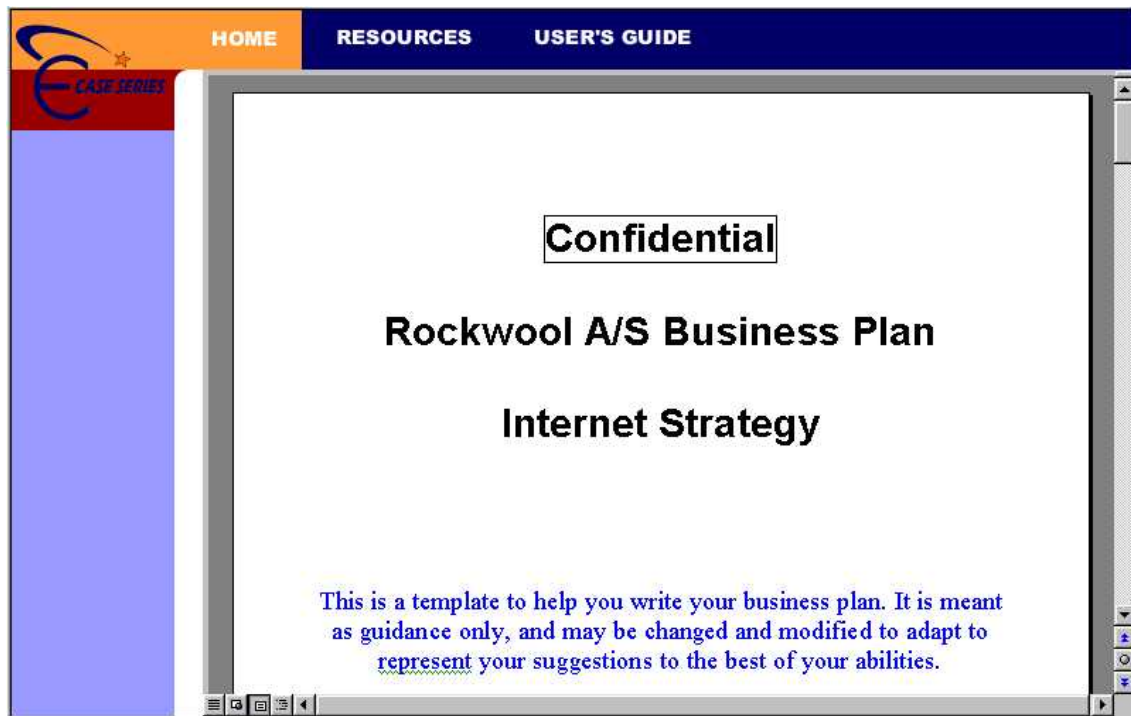 HOME RESOURCES USER'S GUIDE
CASE SERIES
Confidential
Rockwool A/S Business Plan
Internet Strategy
This is a template to help you write your business plan. It is meant
as guidance only, and may be changed and modified to adapt to
represent your suggestions to the best of your abilities.